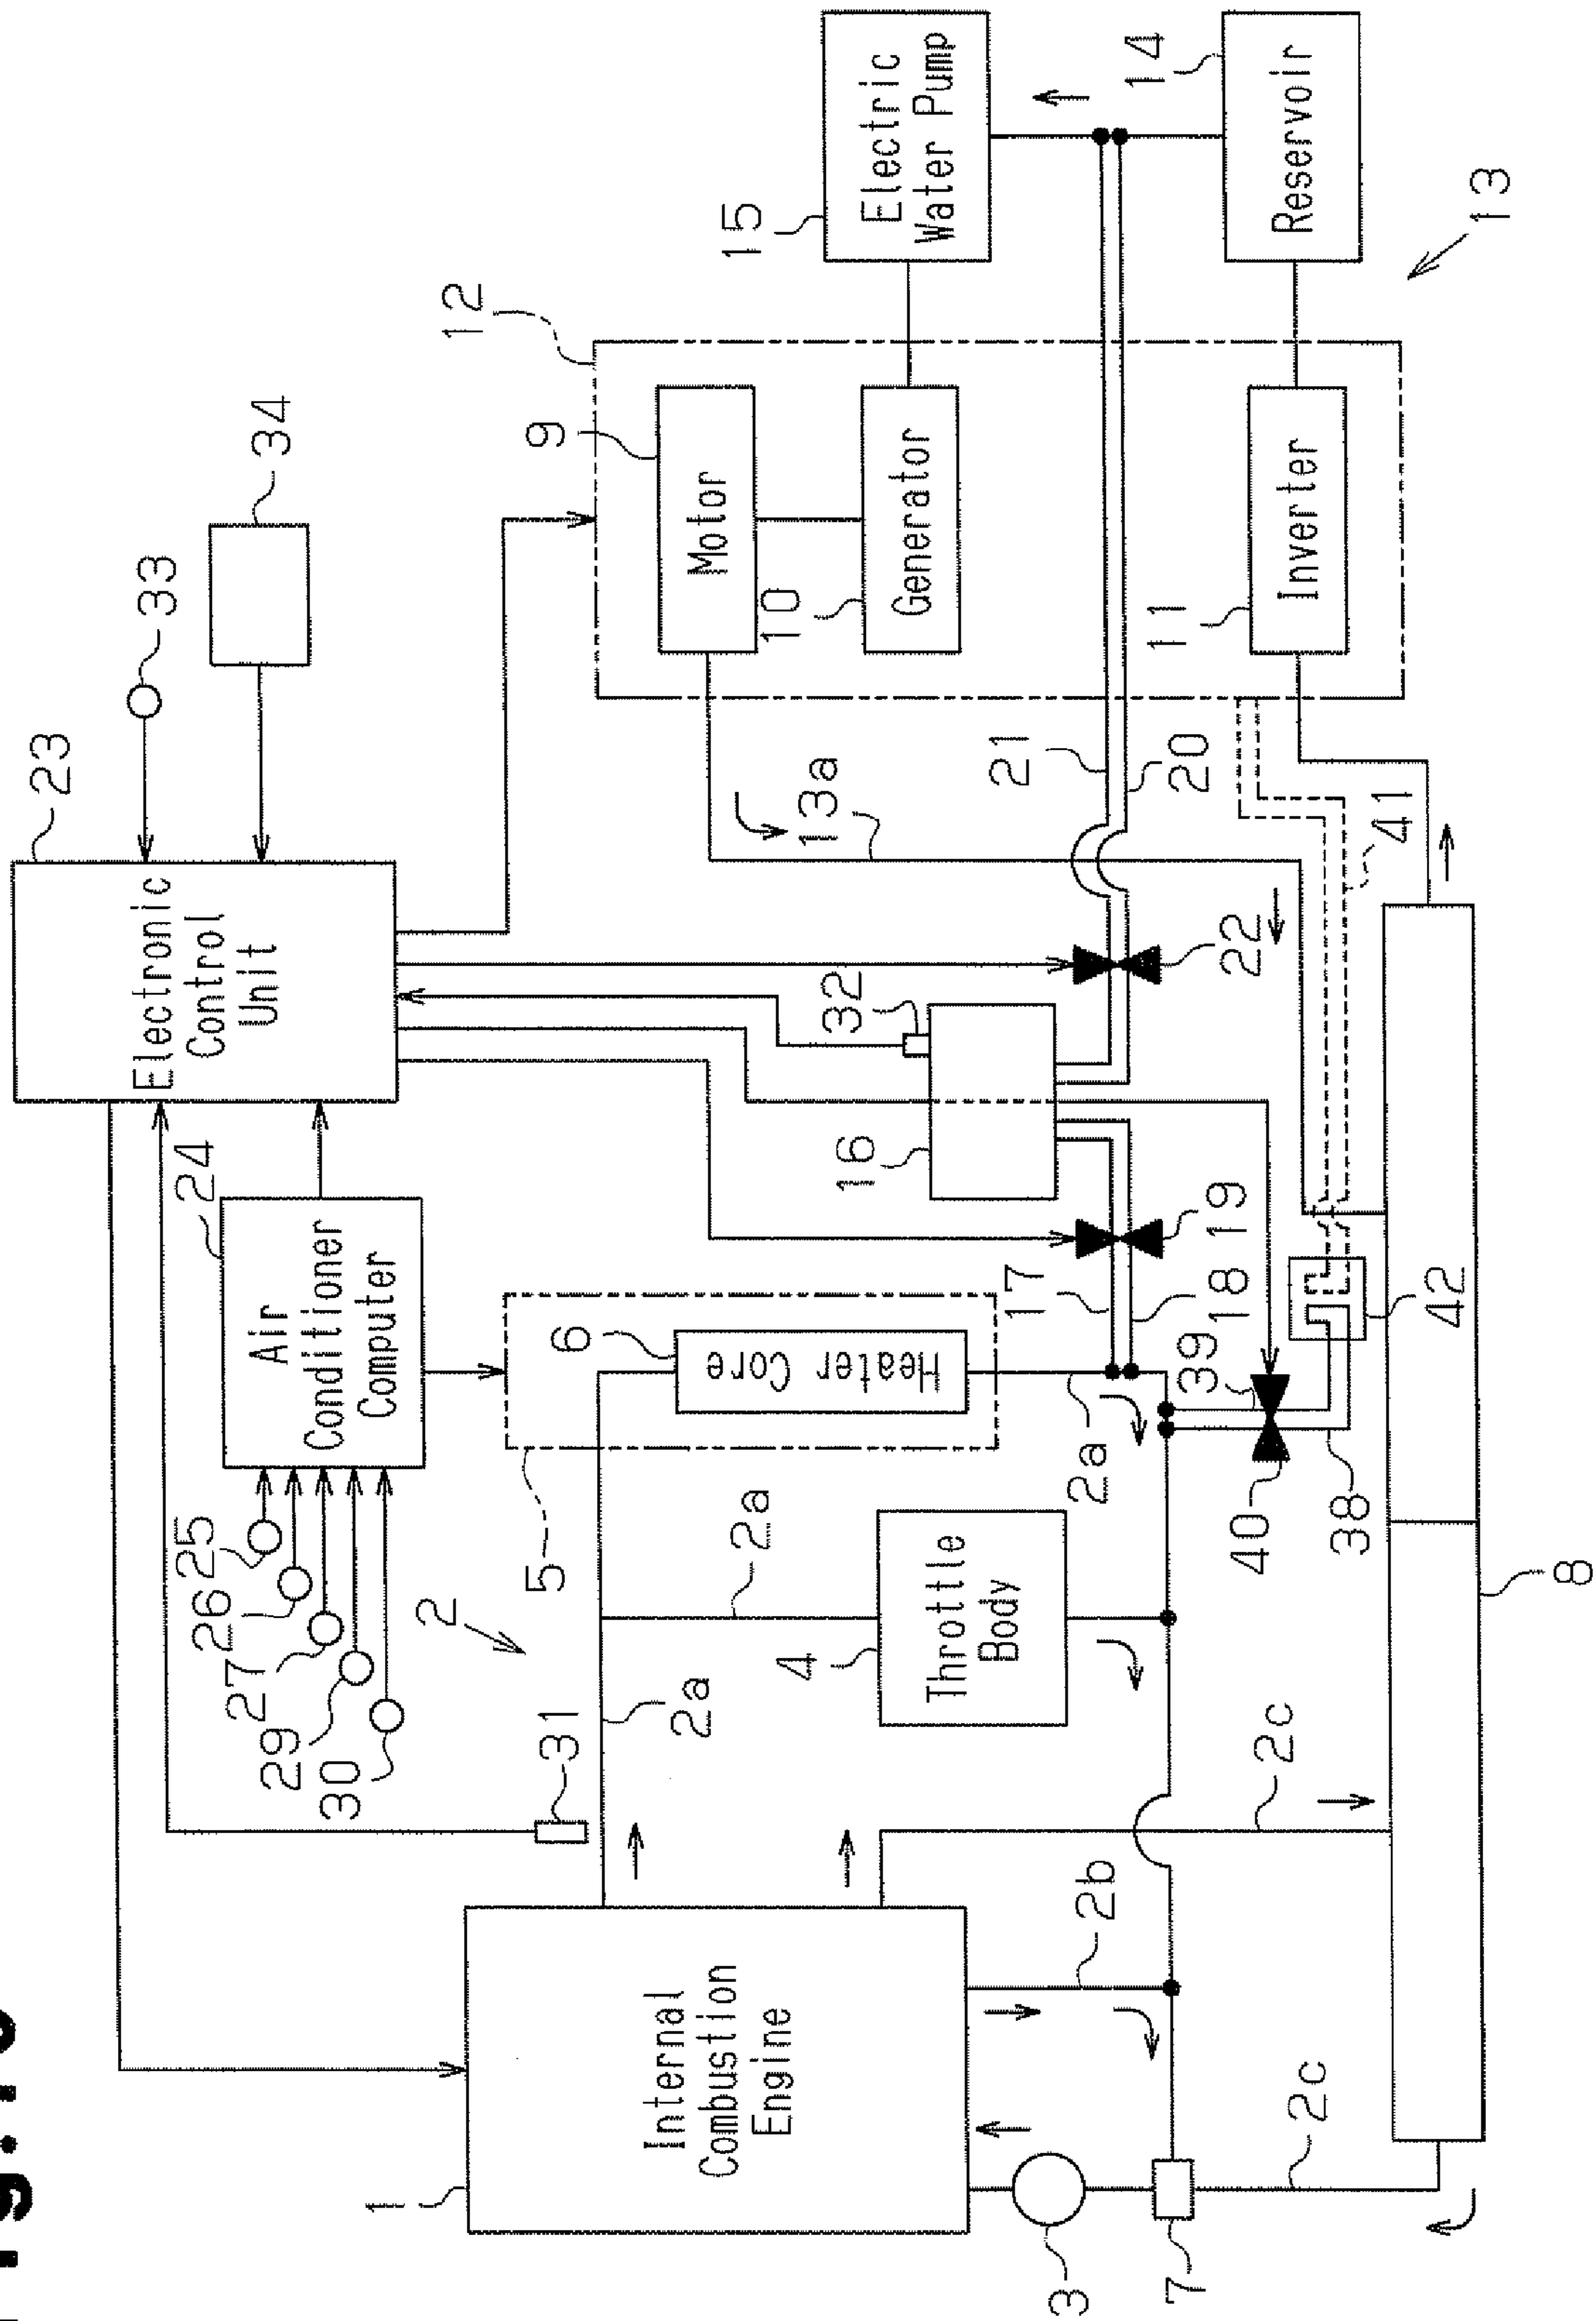 23
Electronic
Control
Unit
33
24
25
26
27
34
Air
Conditioner
Computer
29
30
1
2
12
5
9
31
6
Internal
Combustion
Engine
2a
Motor
15
2a
Heater Core
10
4
13a
32
16
Electric
Water Pump
Generator
Throttle
Body
21
17
3
2a
2b
14
11
7
20
39
19
18
22
40
2c
Reservoir
Inverter
2c
38
41
42
13
8